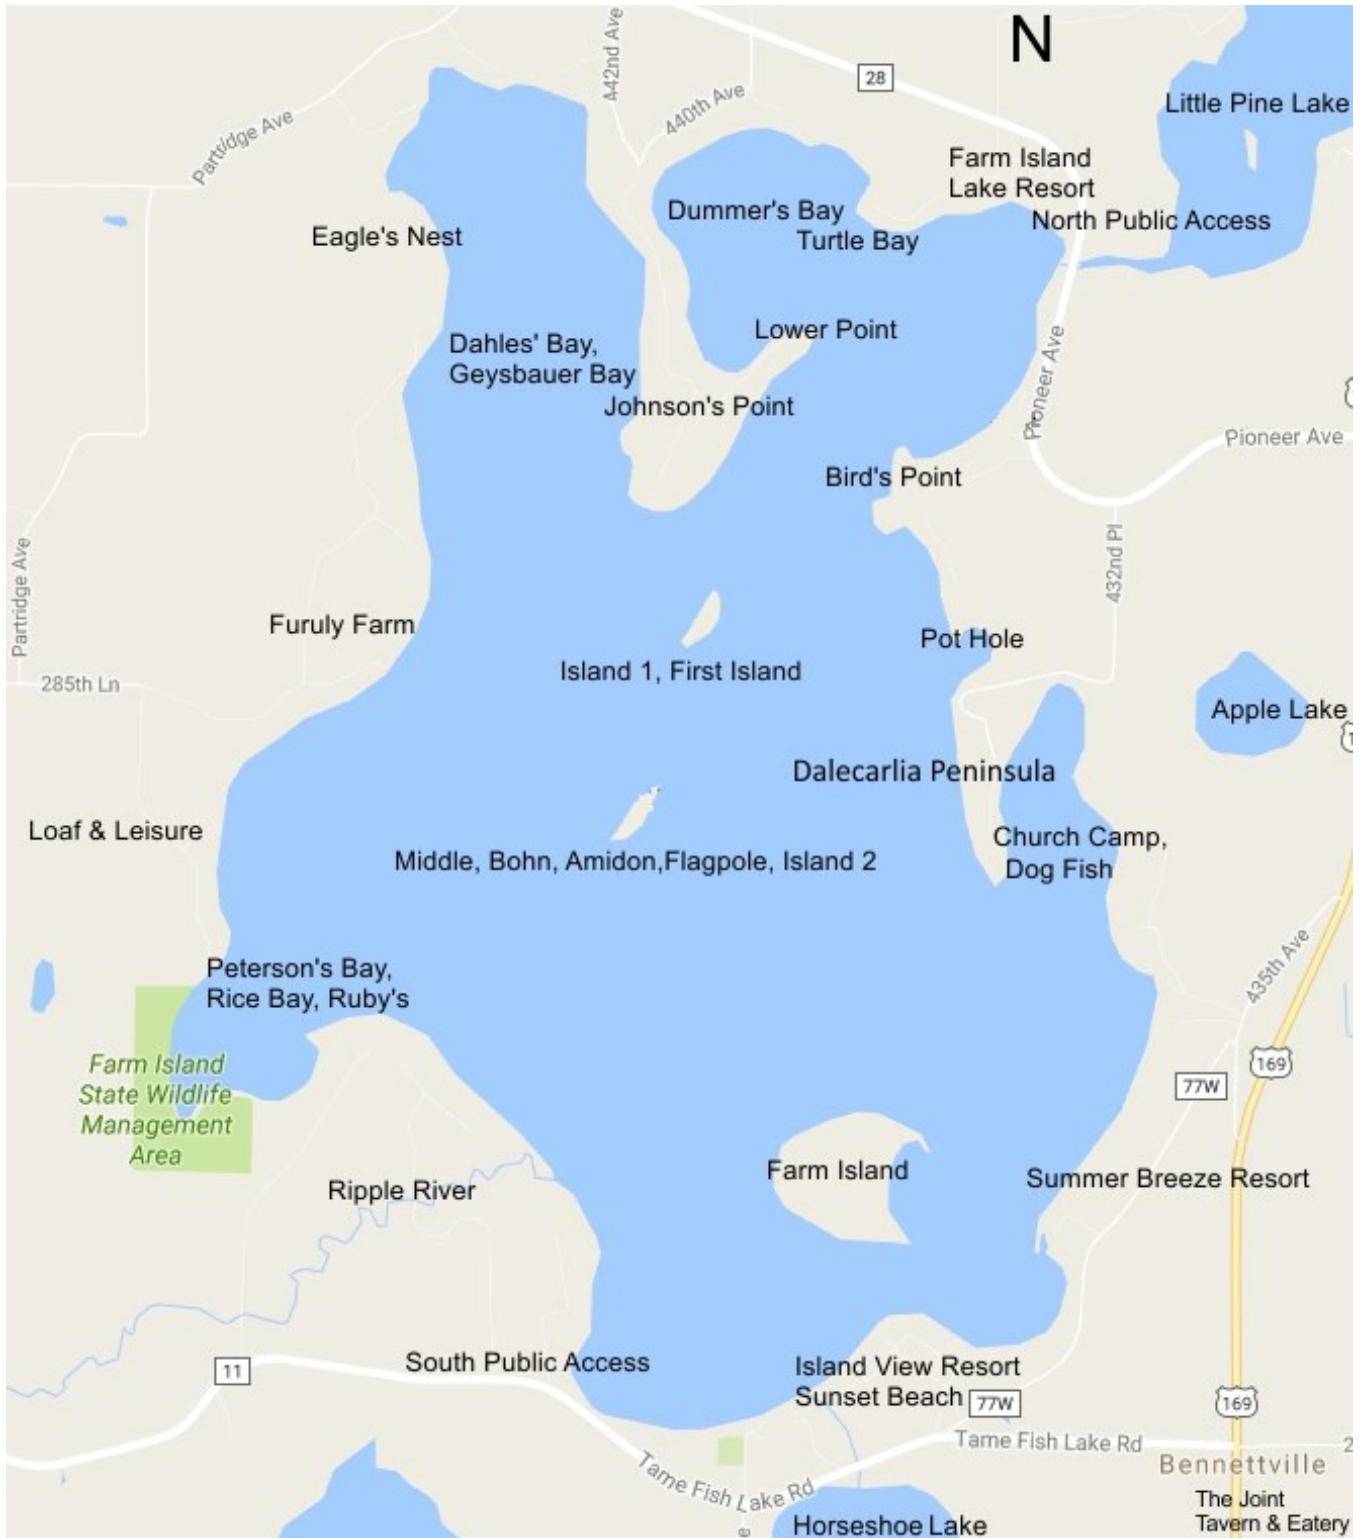 N
442nd Ave
28
Little Pine Lake
440th Ave
Partridge Ave
Farm Island
Lake Resort
Dummer's Bay
North Public Access
Eagle's Nest
Turtle Bay
Lower Point
Dahles' Bay,
Geysbauer Bay
Pioneer Ave
Johnson's Point
Pioneer Ave
Bird's Point
432nd Pl
Partridge Ave
Furuly Farm
Pot Hole
Island 1, First Island
285th Ln
Apple Lake
Dalecarlia Peninsula
Loaf & Leisure
Church Camp,
Dog Fish
Middle, Bohn, Amidon,Flagpole, Island 2
435th Ave
Peterson's Bay,
Rice Bay, Ruby's
Farm Island
State Wildlife
Management
Area
169
77W
Farm Island
Summer Breeze Resort
Ripple River
South Public Access
11
Island View Resort
Sunset Beach
77W
169
Tame Fish Lake Rd
Tame Fish Lake Rd
2
Bennettville
The Joint
Tavern & Eatery
Horseshoe Lake